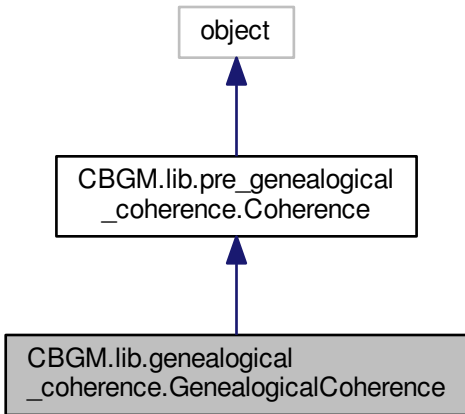 object
CBGM.lib.pre_genealogical
_coherence.Coherence
CBGM.lib.genealogical
_coherence.GenealogicalCoherence